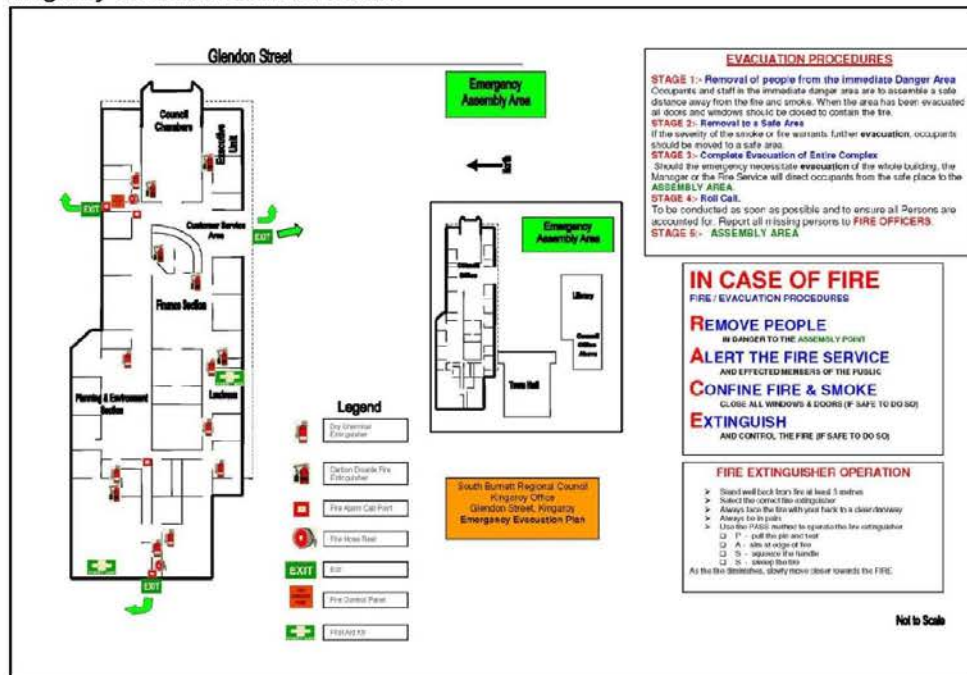 Glendon Street
Emergency
Assembly Area
North
Council
Chambers
Executive
Unit
EXIT
Customer Service
Area
EXIT
Finance Section
Planning & Environment
Section
EXIT
Emergency
Assembly Area
Council
Office
Library
Council
Office
Above
Town Hall
Legend
Dry Chemical
Extinguisher
Carbon Dioxide Fire
Extinguisher
Fire Alarm Call Point
Fire Hose Reel
EXIT
Exit
Fire Control Panel
First Aid Kit
South Burnett Regional Council
Kingaroy Office
Glendon Street, Kingaroy
Emergency Evacuation Plan
EVACUATION PROCEDURES
STAGE 1:- Removal of people from the immediate Danger Area
Occupants and staff in the immediate danger area are to assemble a safe
distance away from the fire and smoke. When the area has been evacuated
all doors and windows should be closed to contain the fire.
STAGE 2:- Removal to a Safe Area
If the severity of the smoke or fire warrants further evacuation, occupants
should be moved to a safe area.
STAGE 3:- Complete Evacuation of Entire Complex
Should the emergency necessitate evacuation of the whole building, the
Manager or the Fire Service will direct occupants from the safe place to the
ASSEMBLY AREA.
STAGE 4:- Roll Call.
To be conducted as soon as possible and to ensure all Persons are
accounted for. Report all missing persons to FIRE OFFICERS.
STAGE 5:- ASSEMBLY AREA
IN CASE OF FIRE
FIRE / EVACUATION PROCEDURES
REMOVE PEOPLE
IN DANGER TO THE ASSEMBLY POINT
ALERT THE FIRE SERVICE
AND EFFECTED MEMBERS OF THE PUBLIC
CONFINE FIRE & SMOKE
CLOSE ALL WINDOWS & DOORS (IF SAFE TO DO SO)
EXTINGUISH
AND CONTROL THE FIRE (IF SAFE TO DO SO)
FIRE EXTINGUISHER OPERATION
Stand well back from fire at least 3 metres
Select the correct fire extinguisher
Always face the fire with your back to a clear doorway
Always be in pairs
Use the PASS method to operate the fire extinguisher
P - pull the pin and test
A - aim at edge of fire
S - squeeze the handle
S - sweep the fire
As the fire diminishes, slowly move closer towards the FIRE
Not to Scale